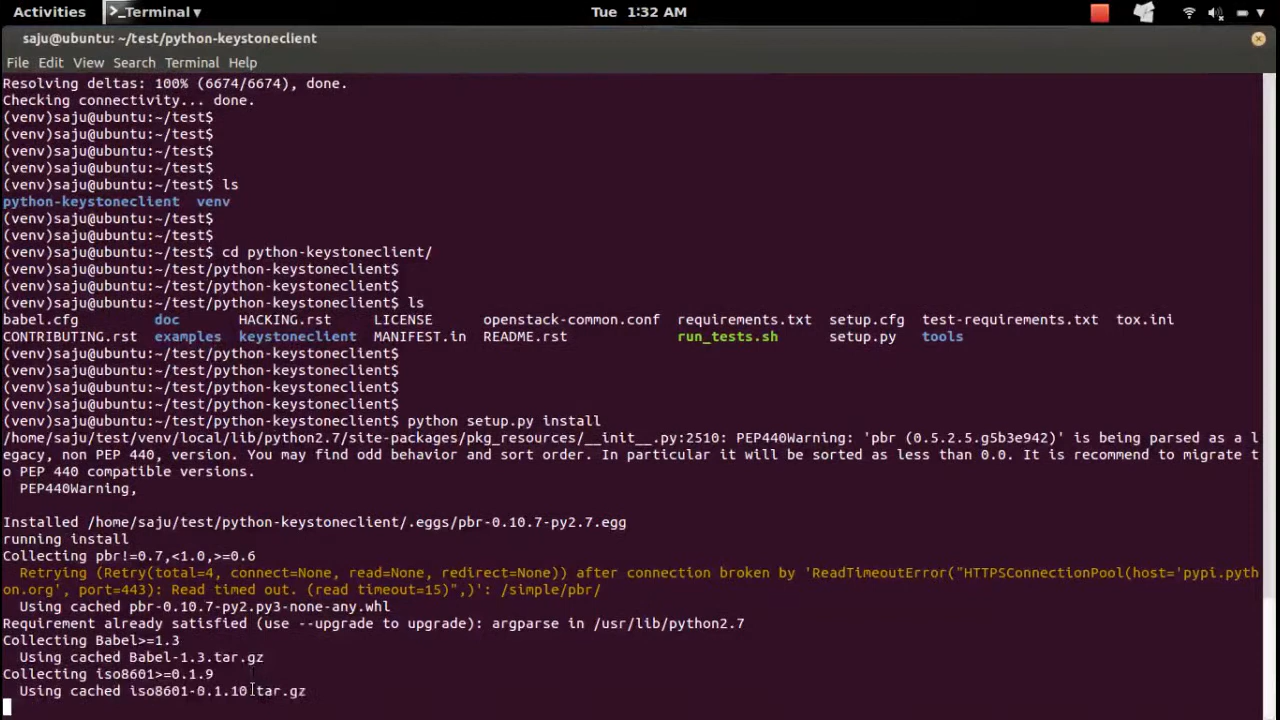 Activities Terminal Tue 1:32 AM
saju@ubuntu: ~/test/python-keystoneclient
File Edit View Search Terminal Help
Resolving deltas: 100% (6674/6674), done.
Checking connectivity... done.
(venv)saju@ubuntu:~/test$
(venv)saju@ubuntu:~/test$
(venv)saju@ubuntu:~/test$
(venv)saju@ubuntu:~/test$
(venv)saju@ubuntu:~/test$ ls
python-keystoneclient venv
(venv)saju@ubuntu:~/test$
(venv)saju@ubuntu:~/test$
(venv)saju@ubuntu:~/test$ cd python-keystoneclient/
(venv)saju@ubuntu:~/test/python-keystoneclient$
(venv)saju@ubuntu:~/test/python-keystoneclient$
(venv)saju@ubuntu:~/test/python-keystoneclient$ ls
babel.cfg doc HACKING.rst LICENSE openstack-common.conf requirements.txt setup.cfg test-requirements.txt tox.ini
CONTRIBUTING.rst examples keystoneclient MANIFEST.in README.rst run_tests.sh setup.py tools
(venv)saju@ubuntu:~/test/python-keystoneclient$
(venv)saju@ubuntu:~/test/python-keystoneclient$
(venv)saju@ubuntu:~/test/python-keystoneclient$
(venv)saju@ubuntu:~/test/python-keystoneclient$
(venv)saju@ubuntu:~/test/python-keystoneclient$ python setup.py install
/home/saju/test/venv/local/lib/python2.7/site-packages/pkg_resources/__init__.py:2510: PEP440Warning: 'pbr (0.5.2.5.g5b3e942)' is being parsed as a l
egacy, non PEP 440, version. You may find odd behavior and sort order. In particular it will be sorted as less than 0.0. It is recommend to migrate t
o PEP 440 compatible versions.
PEP440Warning,
Installed /home/saju/test/python-keystoneclient/.eggs/pbr-0.10.7-py2.7.egg
running install
Collecting pbr!=0.7,<1.0,>=0.6
Retrying (Retry(total=4, connect=None, read=None, redirect=None)) after connection broken by 'ReadTimeoutError("HTTPSConnectionPool(host='pypi.pyth
on.org', port=443): Read timed out. (read timeout=15)",)': /simple/pbr/
Using cached pbr-0.10.7-py2.py3-none-any.whl
Requirement already satisfied (use --upgrade to upgrade): argparse in /usr/lib/python2.7
Collecting Babel>=1.3
Using cached Babel-1.3.tar.gz
Collecting iso8601>=0.1.9
Using cached iso8601-0.1.10.tar.gz